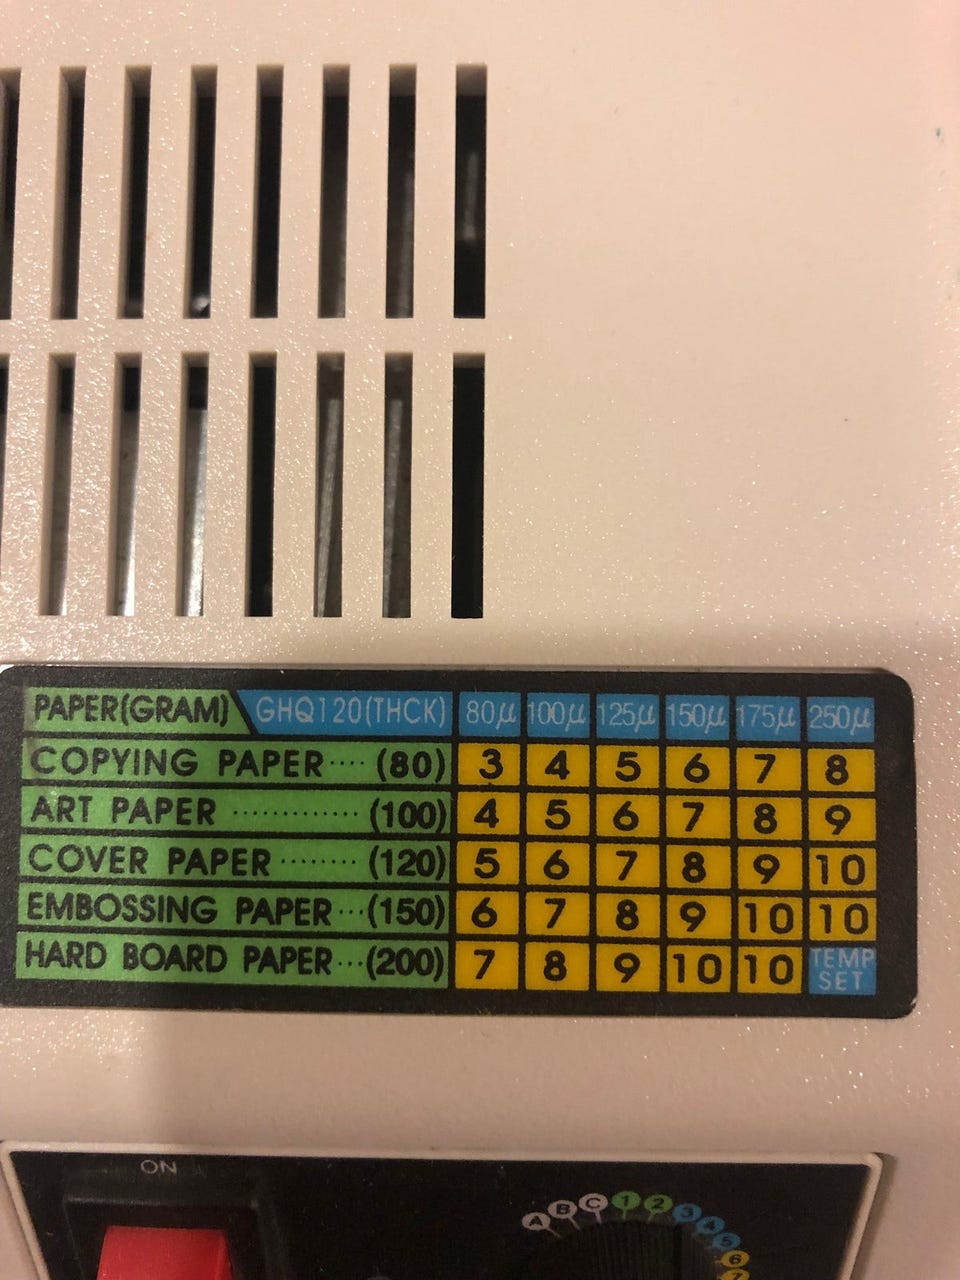 PAPER(GRAM) GHQ120(THCK) 80μ 100μ 125μ 150μ 175μ 250μ
COPYING PAPER ···· (80) 3 4 5 6 7 8
ART PAPER ············· (100) 4 5 6 7 8 9
COVER PAPER ········ (120) 5 6 7 8 9 10
EMBOSSING PAPER ··· (150) 6 7 8 9 10 10
HARD BOARD PAPER ··· (200) 7 8 9 10 10 TEMP SET
ON
A B C 1 2 3 4 5 6 7